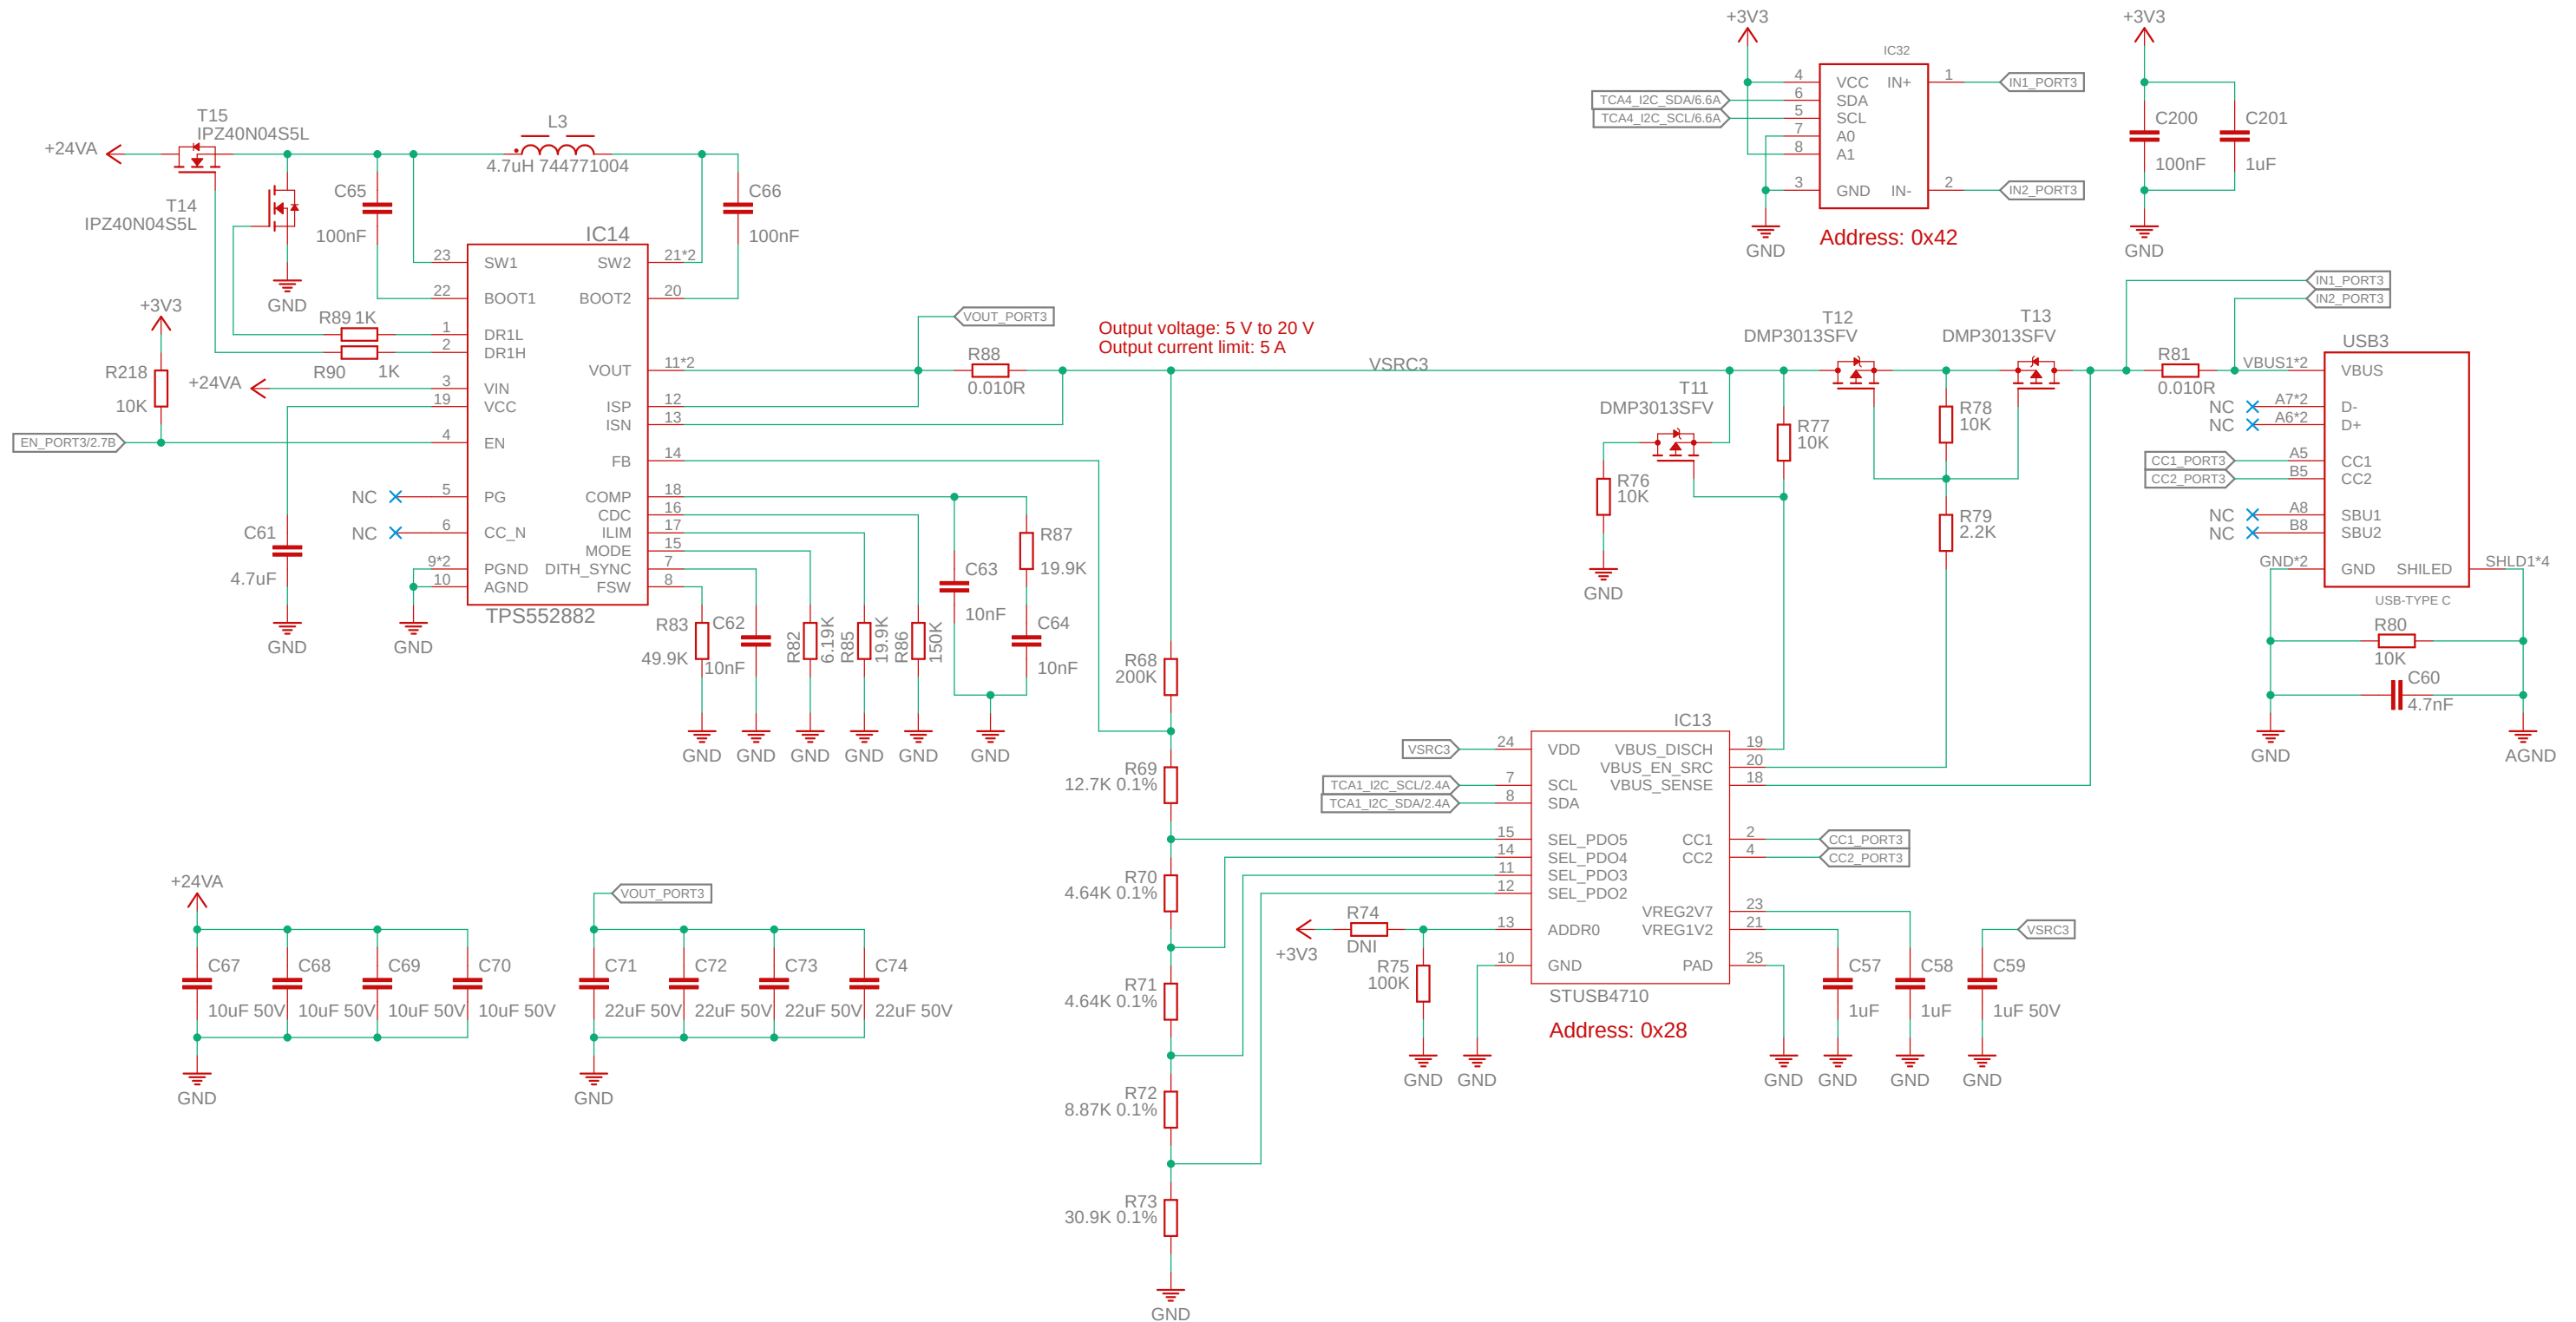 +3V3
IC32
4 VCC IN+ 1 IN1_PORT3
TCA4_I2C_SDA/6.6A 6 SDA
TCA4_I2C_SCL/6.6A 5 SCL
7 A0
8 A1
3 GND IN- 2 IN2_PORT3
GND
Address: 0x42
+3V3
C200
100nF
C201
1uF
GND
T15
IPZ40N04S5L
+24VA
T14
IPZ40N04S5L
GND
L3
4.7uH 744771004
C65
100nF
C66
100nF
IC14
23 SW1 SW2 21*2
22 BOOT1 BOOT2 20
R89 1K
1 DR1L
2 DR1H
R90 1K
+3V3
R218
10K
+24VA
3 VIN
19 VCC
EN_PORT3/2.7B
4 EN
NC 5 PG
NC 6 CC_N
9*2 PGND
10 AGND
VOUT 11*2
ISP 12
ISN 13
FB 14
COMP 18
CDC 16
ILIM 17
MODE 15
DITH_SYNC 7
FSW 8
TPS552882
C61
4.7uF
GND
GND
VOUT_PORT3
R88
0.010R
Output voltage: 5 V to 20 V
Output current limit: 5 A
VSRC3
R83
49.9K
C62
10nF
R82
6.19K
R85
19.9K
R86
150K
C63
10nF
R87
19.9K
C64
10nF
GND
GND
GND
GND
GND
GND
R68
200K
R69
12.7K 0.1%
R70
4.64K 0.1%
R71
4.64K 0.1%
R72
8.87K 0.1%
R73
30.9K 0.1%
GND
T11
DMP3013SFV
R76
10K
GND
R77
10K
T12
DMP3013SFV
T13
DMP3013SFV
R78
10K
R79
2.2K
IN1_PORT3
IN2_PORT3
R81
0.010R
USB3
VBUS1*2 VBUS
NC A7*2 D-
NC A6*2 D+
CC1_PORT3 A5 CC1
CC2_PORT3 B5 CC2
NC A8 SBU1
NC B8 SBU2
GND*2 GND SHILED SHLD1*4
USB-TYPE C
R80
10K
C60
4.7nF
GND
AGND
IC13
VSRC3 24 VDD VBUS_DISCH 19
VBUS_EN_SRC 20
TCA1_I2C_SCL/2.4A 7 SCL VBUS_SENSE 18
TCA1_I2C_SDA/2.4A 8 SDA
15 SEL_PDO5 CC1 2 CC1_PORT3
14 SEL_PDO4 CC2 4 CC2_PORT3
11 SEL_PDO3
12 SEL_PDO2
VREG2V7 23
13 ADDR0 VREG1V2 21
10 GND PAD 25
STUSB4710
Address: 0x28
R74
DNI
+3V3
R75
100K
GND
GND
GND
C57
1uF
GND
C58
1uF
GND
VSRC3
C59
1uF 50V
GND
+24VA
C67
10uF 50V
C68
10uF 50V
C69
10uF 50V
C70
10uF 50V
GND
VOUT_PORT3
C71
22uF 50V
C72
22uF 50V
C73
22uF 50V
C74
22uF 50V
GND